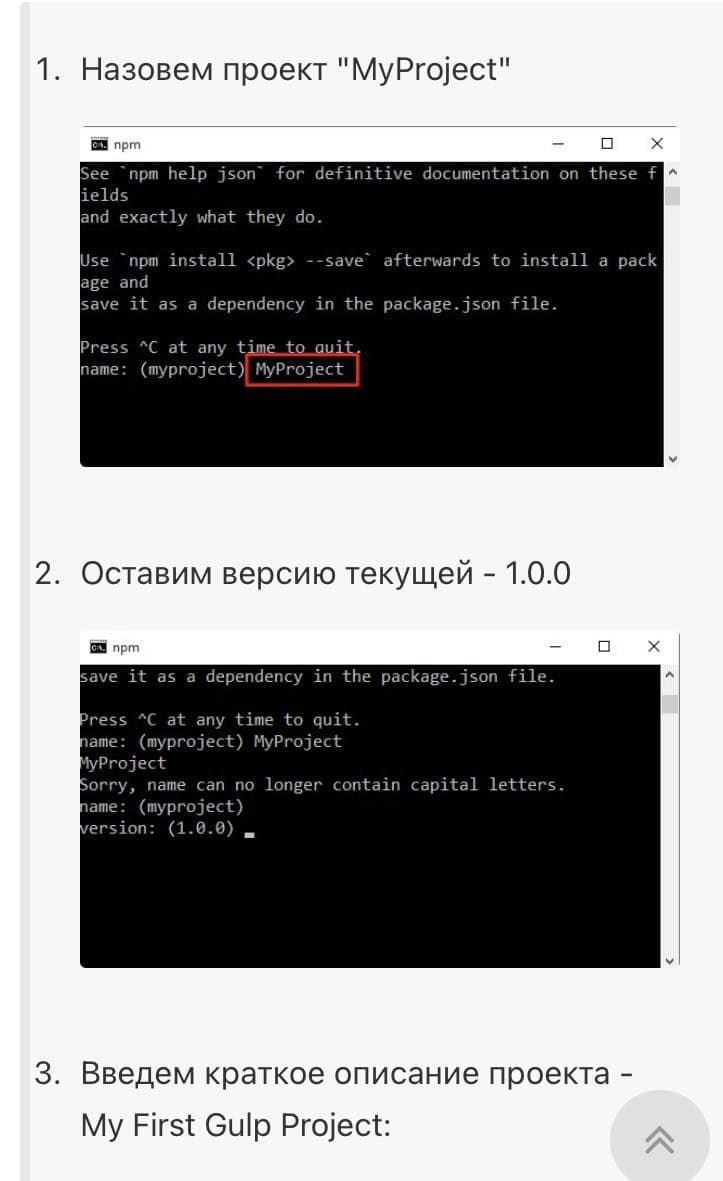 1. Назовем проект "MyProject"
npm
See `npm help json` for definitive documentation on these f
ields
and exactly what they do.
Use `npm install <pkg> --save` afterwards to install a pack
age and
save it as a dependency in the package.json file.
Press ^C at any time to quit.
name: (myproject) MyProject
2. Оставим версию текущей - 1.0.0
npm
save it as a dependency in the package.json file.
Press ^C at any time to quit.
name: (myproject) MyProject
MyProject
Sorry, name can no longer contain capital letters.
name: (myproject)
version: (1.0.0)
3. Введем краткое описание проекта -
My First Gulp Project: